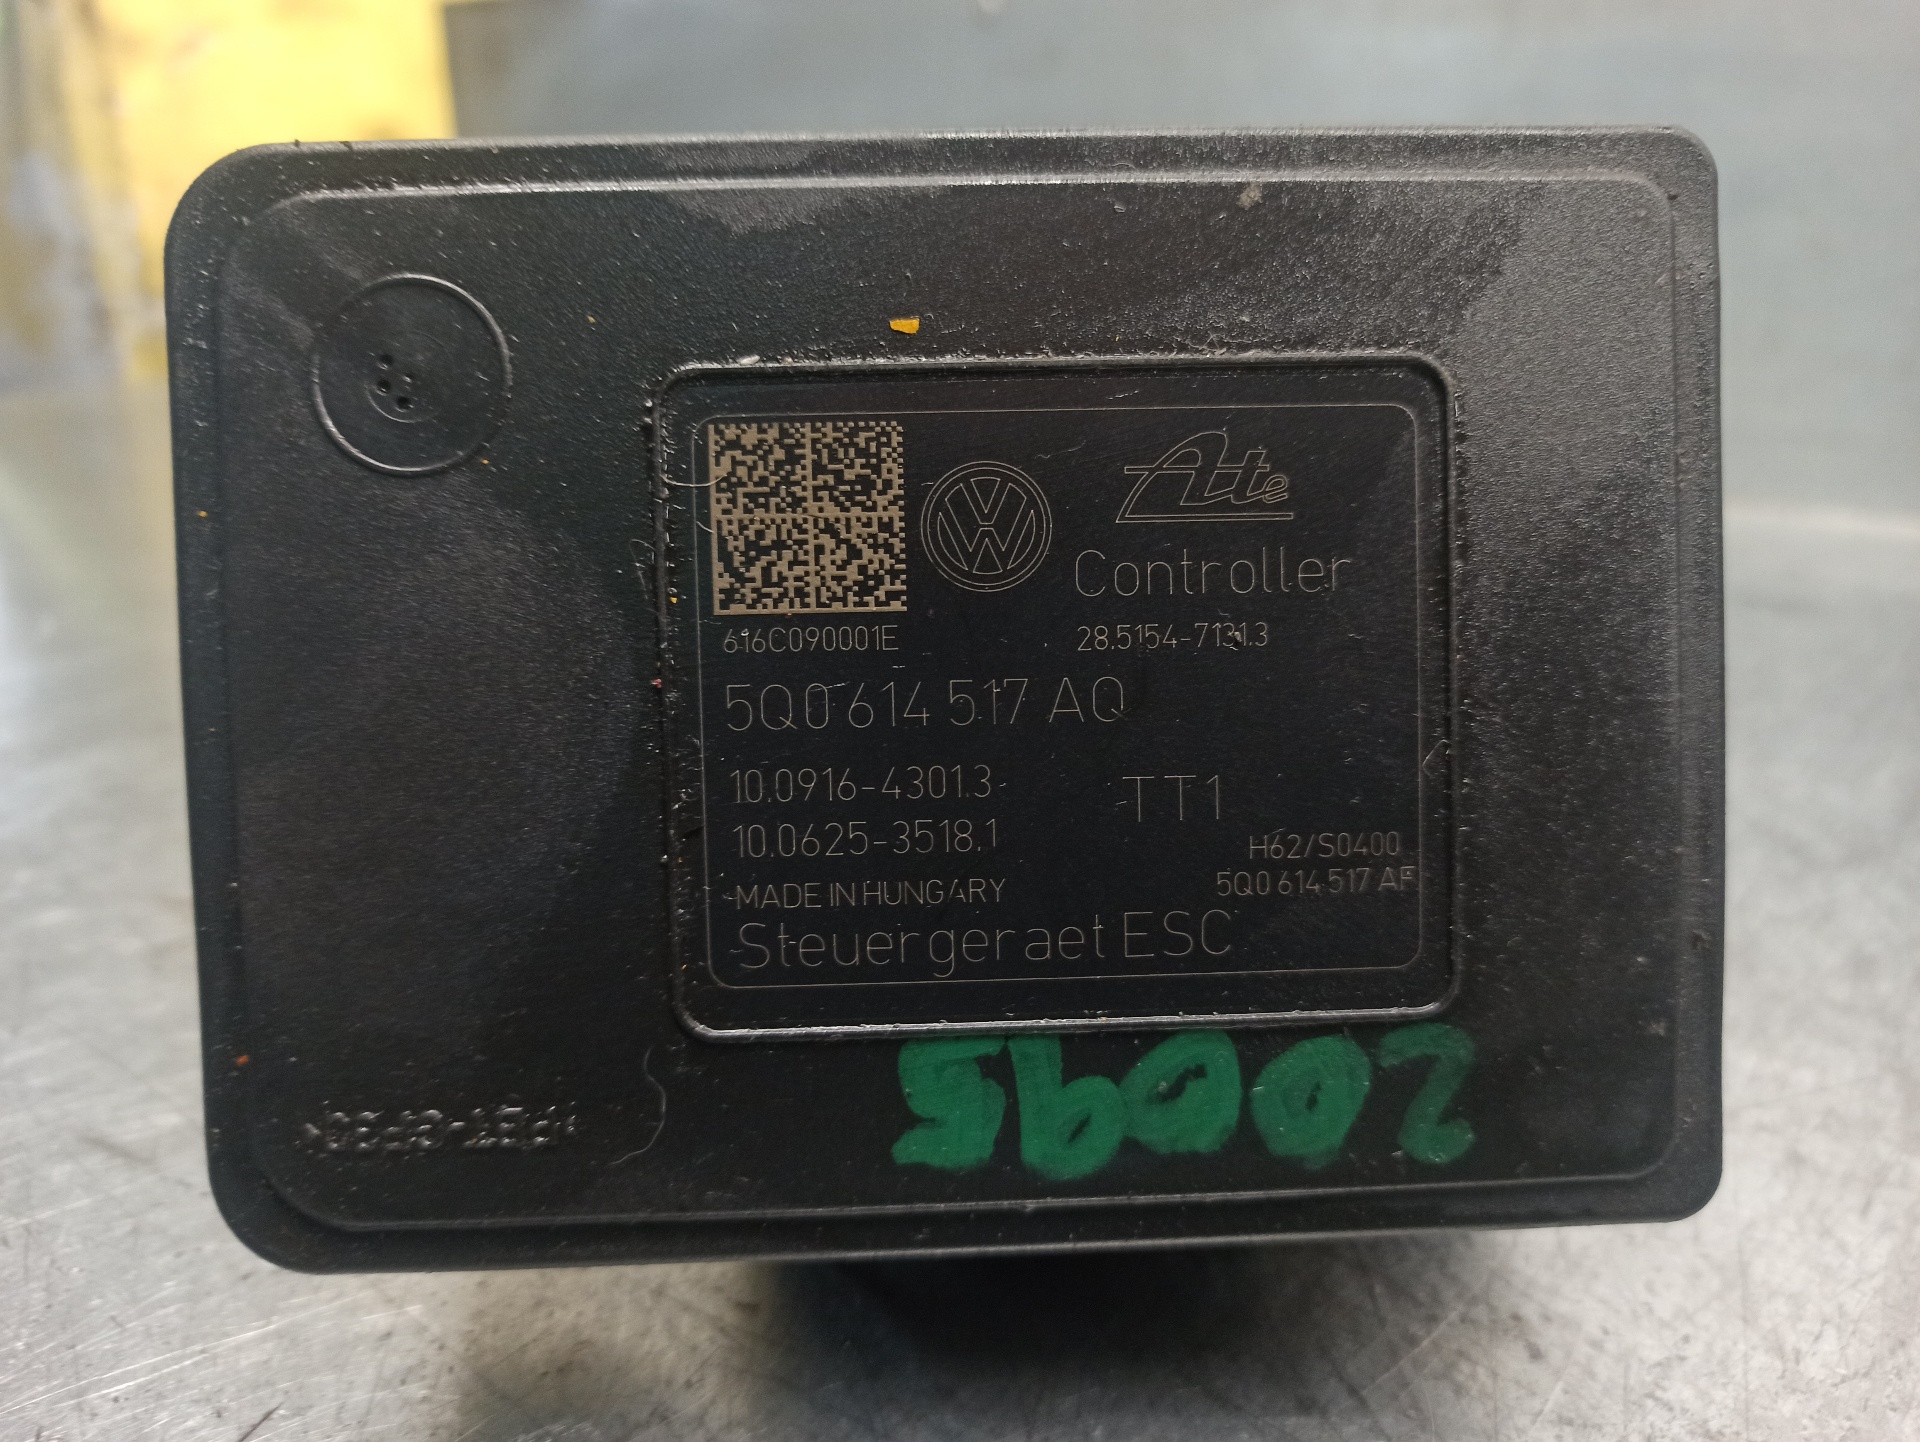 Ate
Controller
616C090001E
28.5154-7131.3
5Q0 614 517 AQ
10.0916-4301.3
TT1
10.0625-3518.1
H62/S0400
MADE IN HUNGARY
5Q0 614 517 AF
Steuergeraet ESC
20095